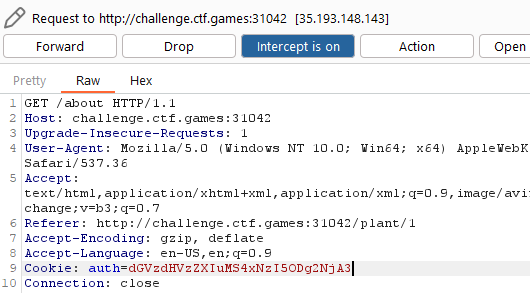 Request to http://challenge.ctf.games:31042 [35.193.148.143]
Forward Drop Intercept is on Action Open
Pretty Raw Hex
1 GET /about HTTP/1.1
2 Host: challenge.ctf.games:31042
3 Upgrade-Insecure-Requests: 1
4 User-Agent: Mozilla/5.0 (Windows NT 10.0; Win64; x64) AppleWebK
Safari/537.36
5 Accept:
text/html,application/xhtml+xml,application/xml;q=0.9,image/avi
change;v=b3;q=0.7
6 Referer: http://challenge.ctf.games:31042/plant/1
7 Accept-Encoding: gzip, deflate
8 Accept-Language: en-US,en;q=0.9
9 Cookie: auth=dGVzdHVzZXIuMS4xNzI5ODg2NjA3
10 Connection: close